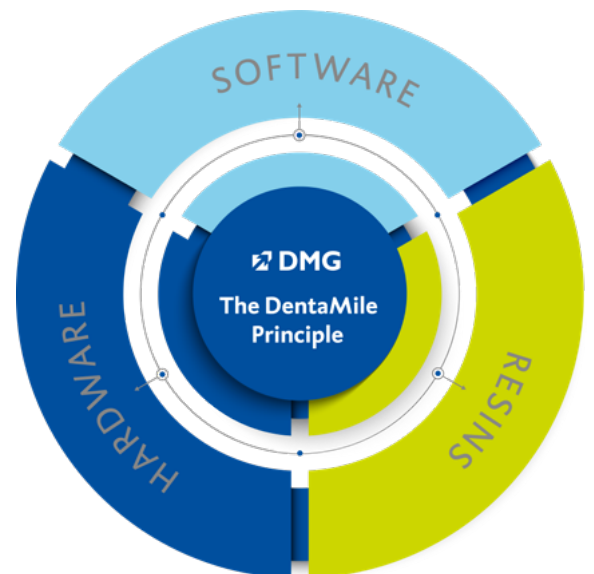 SOFTWARE
DMG
The DentaMile
Principle
HARDWARE
RESINS